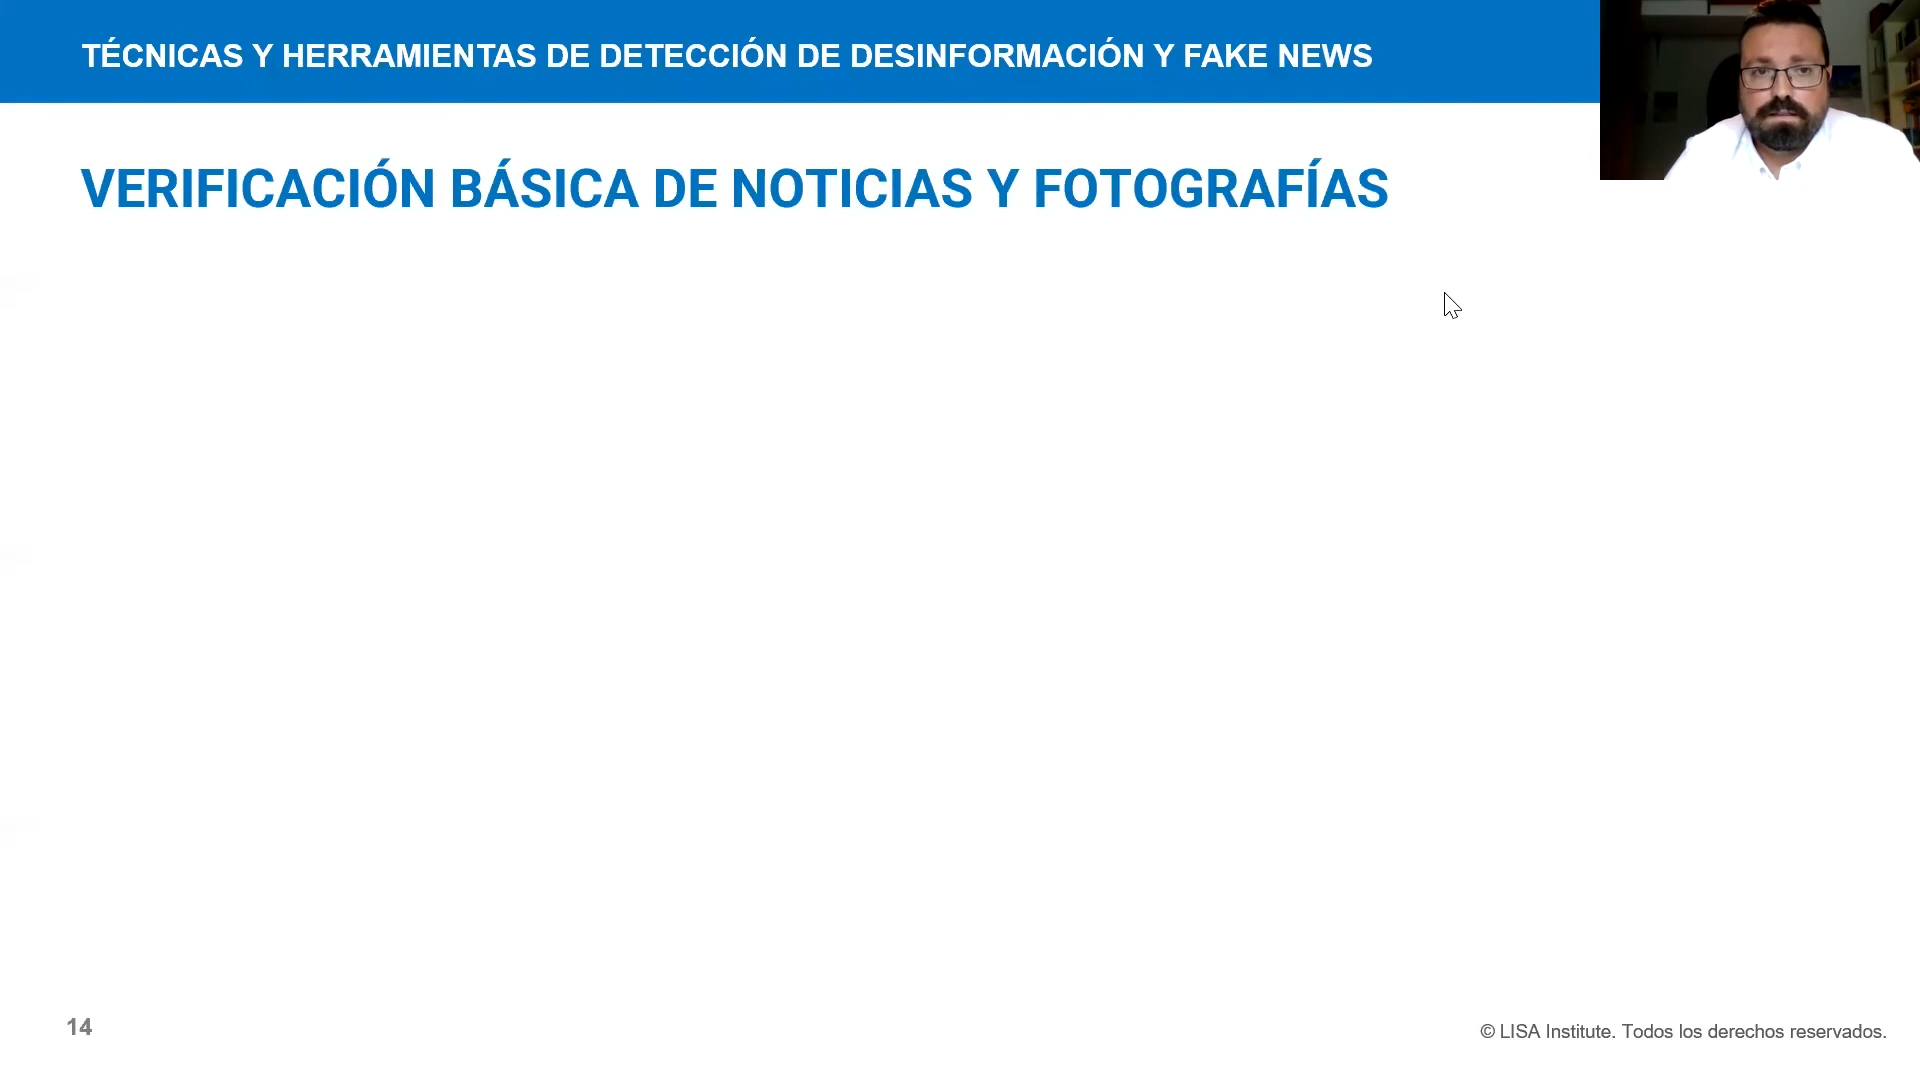 TÉCNICAS Y HERRAMIENTAS DE DETECCIÓN DE DESINFORMACIÓN Y FAKE NEWS
VERIFICACIÓN BÁSICA DE NOTICIAS Y FOTOGRAFÍAS
14
© LISA Institute. Todos los derechos reservados.